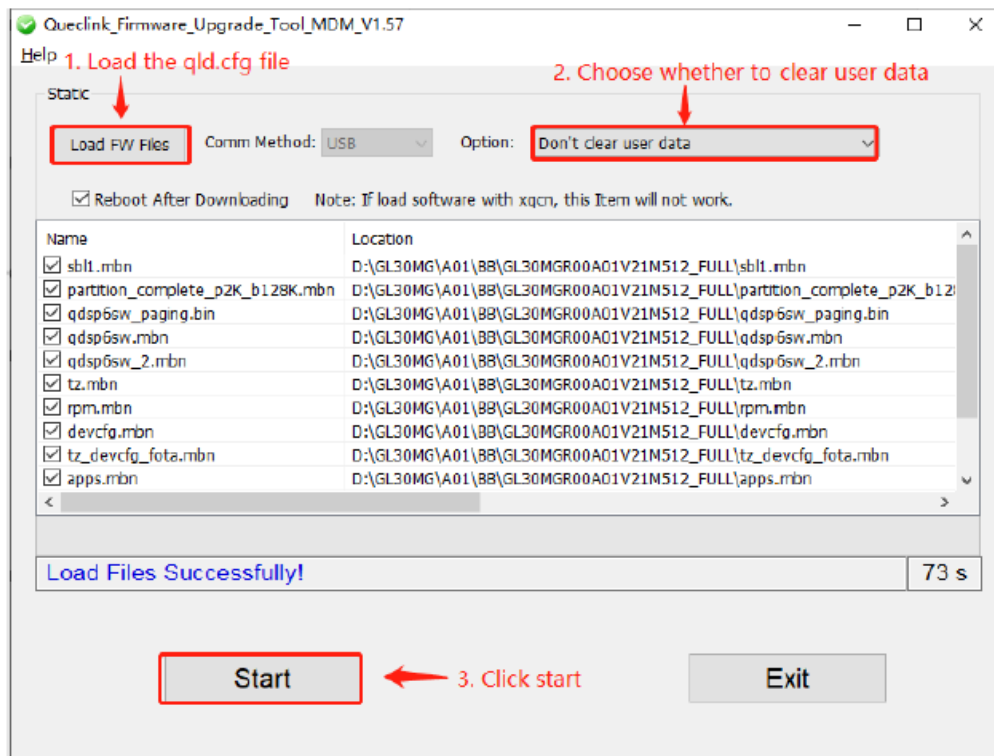 Queclink_Firmware_Upgrade_Tool_MDM_V1.57
Help
1. Load the qld.cfg file
2. Choose whether to clear user data
Static
Load FW Files Comm Method: USB Option: Don't clear user data
Reboot After Downloading Note: If load software with xqcn, this Item will not work.
Name Location
sbl1.mbn D:\GL30MG\A01\BB\GL30MGR00A01V21M512_FULL\sbl1.mbn
partition_complete_p2K_b128K.mbn D:\GL30MG\A01\BB\GL30MGR00A01V21M512_FULL\partition_complete_p2K_b128
qdsp6sw_paging.bin D:\GL30MG\A01\BB\GL30MGR00A01V21M512_FULL\qdsp6sw_paging.bin
qdsp6sw.mbn D:\GL30MG\A01\BB\GL30MGR00A01V21M512_FULL\qdsp6sw.mbn
qdsp6sw_2.mbn D:\GL30MG\A01\BB\GL30MGR00A01V21M512_FULL\qdsp6sw_2.mbn
tz.mbn D:\GL30MG\A01\BB\GL30MGR00A01V21M512_FULL\tz.mbn
rpm.mbn D:\GL30MG\A01\BB\GL30MGR00A01V21M512_FULL\rpm.mbn
devcfg.mbn D:\GL30MG\A01\BB\GL30MGR00A01V21M512_FULL\devcfg.mbn
tz_devcfg_fota.mbn D:\GL30MG\A01\BB\GL30MGR00A01V21M512_FULL\tz_devcfg_fota.mbn
apps.mbn D:\GL30MG\A01\BB\GL30MGR00A01V21M512_FULL\apps.mbn
Load Files Successfully! 73 s
Start 3. Click start Exit